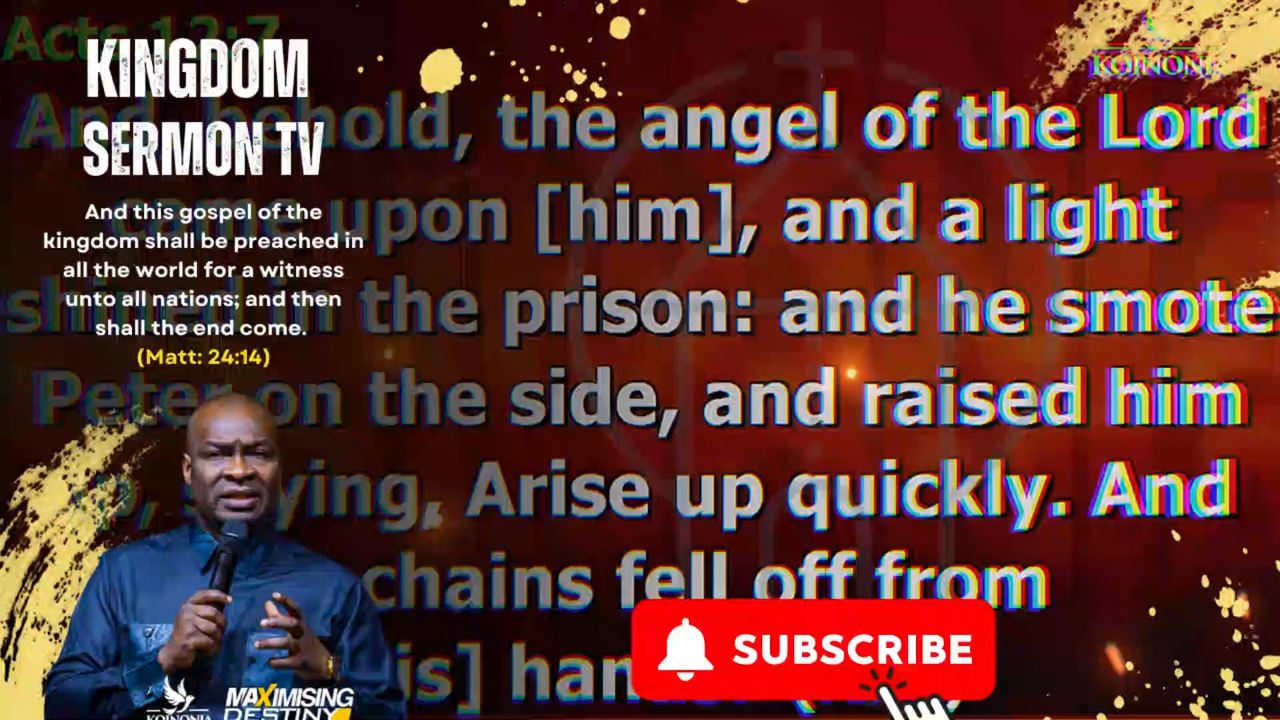 Acts 12:7
KINGDOM
SERMON TV
And this gospel of the
kingdom shall be preached in
all the world for a witness
unto all nations; and then
shall the end come.
(Matt: 24:14)
KOINONIA
And, behold, the angel of the Lord
came upon [him], and a light
shined in the prison: and he smote
Peter on the side, and raised him
up, saying, Arise up quickly. And
chains fell off from
SUBSCRIBE
KOINONIA
MAXIMISING
DESTINY